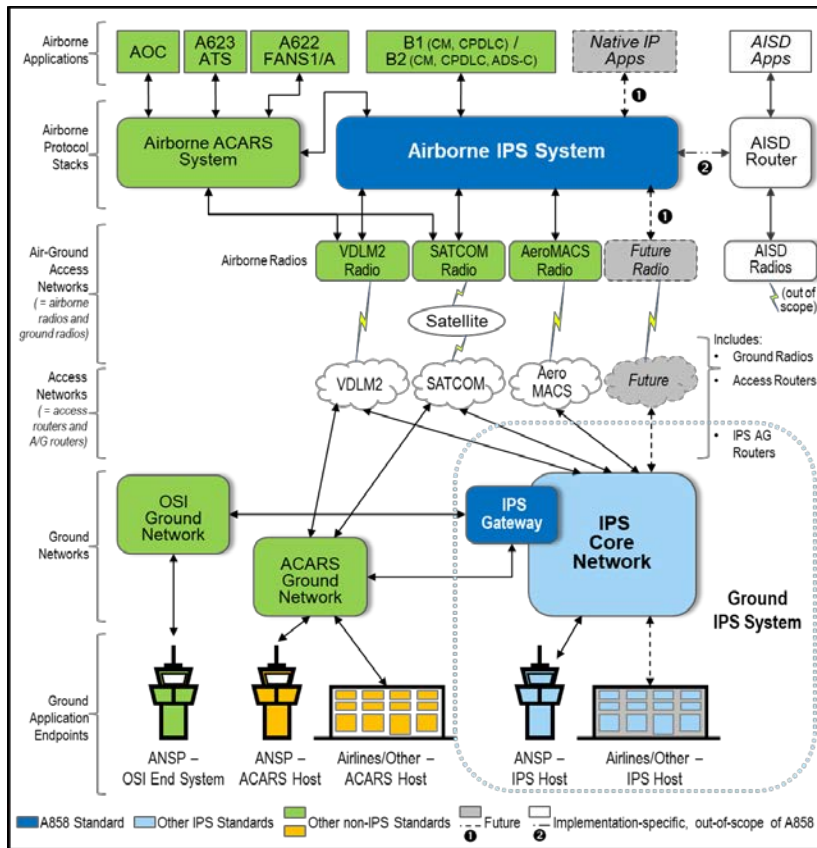 Airborne
Applications
AOC
A623
ATS
A622
FANS1/A
B1 (CM, CPDLC) /
B2 (CM, CPDLC, ADS-C)
Native IP
Apps
AISD
Apps
❶
Airborne
Protocol
Stacks
Airborne ACARS
System
Airborne IPS System
❷
AISD
Router
❶
Air-Ground
Access
Networks
( = airborne
radios and
ground radios)
Airborne Radios
VDLM2
Radio
SATCOM
Radio
AeroMACS
Radio
Future
Radio
AISD
Radios
(out of
scope)
Satellite
Includes:
• Ground Radios
• Access Routers
• IPS AG
Routers
Access
Networks
( = access
routers and
A/G routers)
VDLM2
SATCOM
Aero
MACS
Future
Ground
Networks
OSI
Ground
Network
ACARS
Ground
Network
IPS
Gateway
IPS
Core
Network
Ground
IPS System
Ground
Application
Endpoints
ANSP –
OSI End System
ANSP –
ACARS Host
Airlines/Other –
ACARS Host
ANSP –
IPS Host
Airlines/Other –
IPS Host
A858 Standard
Other IPS Standards
Other non-IPS Standards
Future
❶
Implementation-specific, out-of-scope of A858
❷